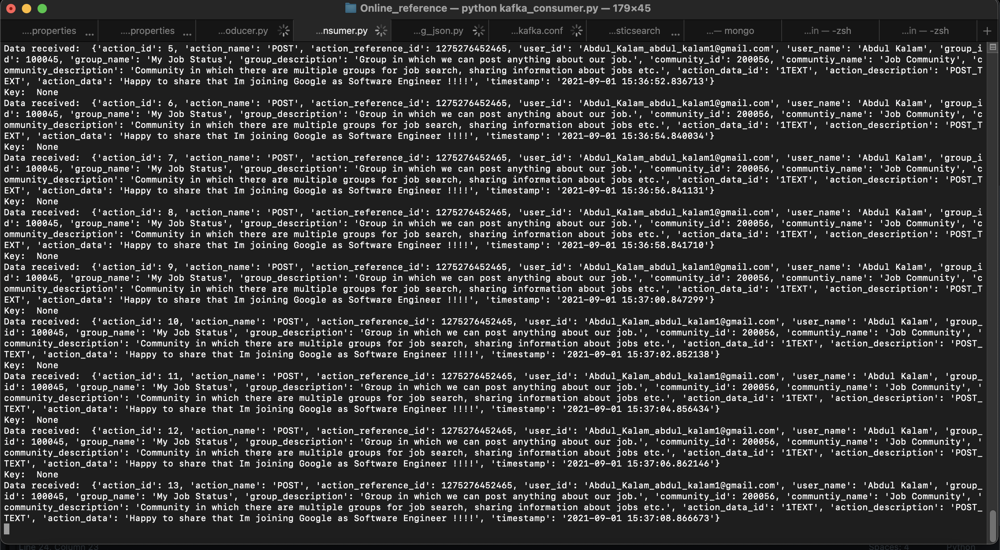 Online_reference — python kafka_consumer.py — 179×45
....properties ... ....properties ... ...oducer.py ...nsumer.py ...g_json.py ...kafka.conf ...sticsearch ... ...— mongo ...in — -zsh ...in — -zsh +
Data received:  {'action_id': 5, 'action_name': 'POST', 'action_reference_id': 1275276452465, 'user_id': 'Abdul_Kalam_abdul_kalam1@gmail.com', 'user_name': 'Abdul Kalam', 'group_i
d': 100045, 'group_name': 'My Job Status', 'group_description': 'Group in which we can post anything about our job.', 'community_id': 200056, 'communtiy_name': 'Job Community', 'c
ommunity_description': 'Community in which there are multiple groups for job search, sharing information about jobs etc.', 'action_data_id': '1TEXT', 'action_description': 'POST_T
EXT', 'action_data': 'Happy to share that Im joining Google as Software Engineer !!!!', 'timestamp': '2021-09-01 15:36:52.836713'}
Key:  None
Data received:  {'action_id': 6, 'action_name': 'POST', 'action_reference_id': 1275276452465, 'user_id': 'Abdul_Kalam_abdul_kalam1@gmail.com', 'user_name': 'Abdul Kalam', 'group_i
d': 100045, 'group_name': 'My Job Status', 'group_description': 'Group in which we can post anything about our job.', 'community_id': 200056, 'communtiy_name': 'Job Community', 'c
ommunity_description': 'Community in which there are multiple groups for job search, sharing information about jobs etc.', 'action_data_id': '1TEXT', 'action_description': 'POST_T
EXT', 'action_data': 'Happy to share that Im joining Google as Software Engineer !!!!', 'timestamp': '2021-09-01 15:36:54.840034'}
Key:  None
Data received:  {'action_id': 7, 'action_name': 'POST', 'action_reference_id': 1275276452465, 'user_id': 'Abdul_Kalam_abdul_kalam1@gmail.com', 'user_name': 'Abdul Kalam', 'group_i
d': 100045, 'group_name': 'My Job Status', 'group_description': 'Group in which we can post anything about our job.', 'community_id': 200056, 'communtiy_name': 'Job Community', 'c
ommunity_description': 'Community in which there are multiple groups for job search, sharing information about jobs etc.', 'action_data_id': '1TEXT', 'action_description': 'POST_T
EXT', 'action_data': 'Happy to share that Im joining Google as Software Engineer !!!!', 'timestamp': '2021-09-01 15:36:56.841131'}
Key:  None
Data received:  {'action_id': 8, 'action_name': 'POST', 'action_reference_id': 1275276452465, 'user_id': 'Abdul_Kalam_abdul_kalam1@gmail.com', 'user_name': 'Abdul Kalam', 'group_i
d': 100045, 'group_name': 'My Job Status', 'group_description': 'Group in which we can post anything about our job.', 'community_id': 200056, 'communtiy_name': 'Job Community', 'c
ommunity_description': 'Community in which there are multiple groups for job search, sharing information about jobs etc.', 'action_data_id': '1TEXT', 'action_description': 'POST_T
EXT', 'action_data': 'Happy to share that Im joining Google as Software Engineer !!!!', 'timestamp': '2021-09-01 15:36:58.841710'}
Key:  None
Data received:  {'action_id': 9, 'action_name': 'POST', 'action_reference_id': 1275276452465, 'user_id': 'Abdul_Kalam_abdul_kalam1@gmail.com', 'user_name': 'Abdul Kalam', 'group_i
d': 100045, 'group_name': 'My Job Status', 'group_description': 'Group in which we can post anything about our job.', 'community_id': 200056, 'communtiy_name': 'Job Community', 'c
ommunity_description': 'Community in which there are multiple groups for job search, sharing information about jobs etc.', 'action_data_id': '1TEXT', 'action_description': 'POST_T
EXT', 'action_data': 'Happy to share that Im joining Google as Software Engineer !!!!', 'timestamp': '2021-09-01 15:37:00.847299'}
Key:  None
Data received:  {'action_id': 10, 'action_name': 'POST', 'action_reference_id': 1275276452465, 'user_id': 'Abdul_Kalam_abdul_kalam1@gmail.com', 'user_name': 'Abdul Kalam', 'group_
id': 100045, 'group_name': 'My Job Status', 'group_description': 'Group in which we can post anything about our job.', 'community_id': 200056, 'communtiy_name': 'Job Community', '
community_description': 'Community in which there are multiple groups for job search, sharing information about jobs etc.', 'action_data_id': '1TEXT', 'action_description': 'POST_
TEXT', 'action_data': 'Happy to share that Im joining Google as Software Engineer !!!!', 'timestamp': '2021-09-01 15:37:02.852138'}
Key:  None
Data received:  {'action_id': 11, 'action_name': 'POST', 'action_reference_id': 1275276452465, 'user_id': 'Abdul_Kalam_abdul_kalam1@gmail.com', 'user_name': 'Abdul Kalam', 'group_
id': 100045, 'group_name': 'My Job Status', 'group_description': 'Group in which we can post anything about our job.', 'community_id': 200056, 'communtiy_name': 'Job Community', '
community_description': 'Community in which there are multiple groups for job search, sharing information about jobs etc.', 'action_data_id': '1TEXT', 'action_description': 'POST_
TEXT', 'action_data': 'Happy to share that Im joining Google as Software Engineer !!!!', 'timestamp': '2021-09-01 15:37:04.856434'}
Key:  None
Data received:  {'action_id': 12, 'action_name': 'POST', 'action_reference_id': 1275276452465, 'user_id': 'Abdul_Kalam_abdul_kalam1@gmail.com', 'user_name': 'Abdul Kalam', 'group_
id': 100045, 'group_name': 'My Job Status', 'group_description': 'Group in which we can post anything about our job.', 'community_id': 200056, 'communtiy_name': 'Job Community', '
community_description': 'Community in which there are multiple groups for job search, sharing information about jobs etc.', 'action_data_id': '1TEXT', 'action_description': 'POST_
TEXT', 'action_data': 'Happy to share that Im joining Google as Software Engineer !!!!', 'timestamp': '2021-09-01 15:37:06.862146'}
Key:  None
Data received:  {'action_id': 13, 'action_name': 'POST', 'action_reference_id': 1275276452465, 'user_id': 'Abdul_Kalam_abdul_kalam1@gmail.com', 'user_name': 'Abdul Kalam', 'group_
id': 100045, 'group_name': 'My Job Status', 'group_description': 'Group in which we can post anything about our job.', 'community_id': 200056, 'communtiy_name': 'Job Community', '
community_description': 'Community in which there are multiple groups for job search, sharing information about jobs etc.', 'action_data_id': '1TEXT', 'action_description': 'POST_
TEXT', 'action_data': 'Happy to share that Im joining Google as Software Engineer !!!!', 'timestamp': '2021-09-01 15:37:08.866673'}
Line 24, Column 23 Spaces: 4 Python